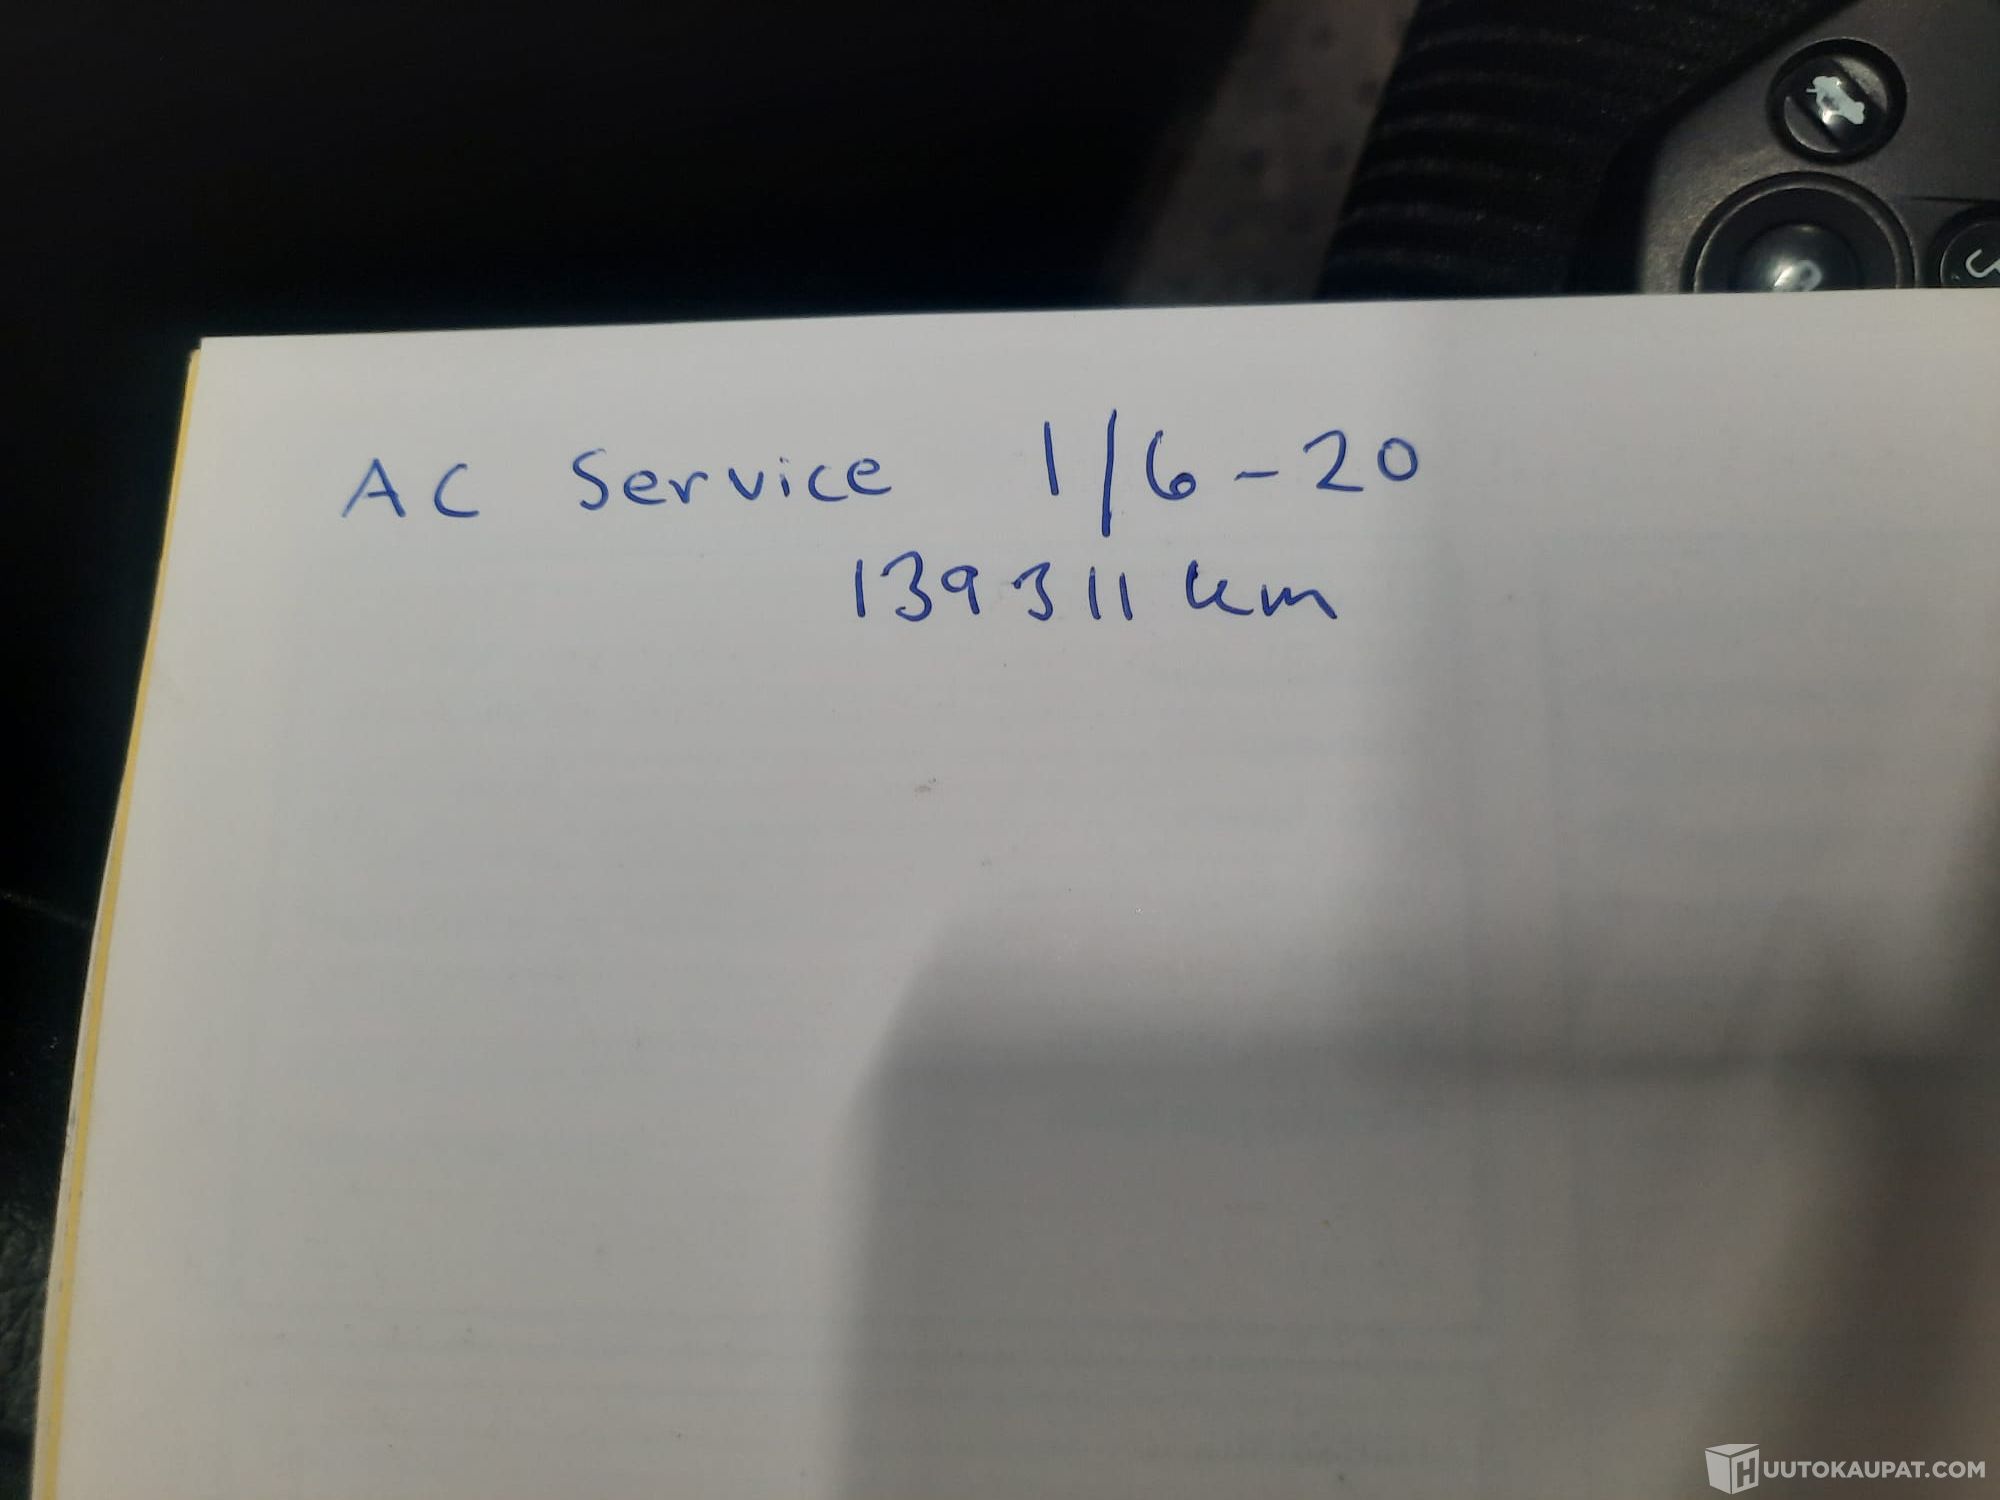 AC Service 1/6-20
139311 km
HUUTOKAUPAT.COM